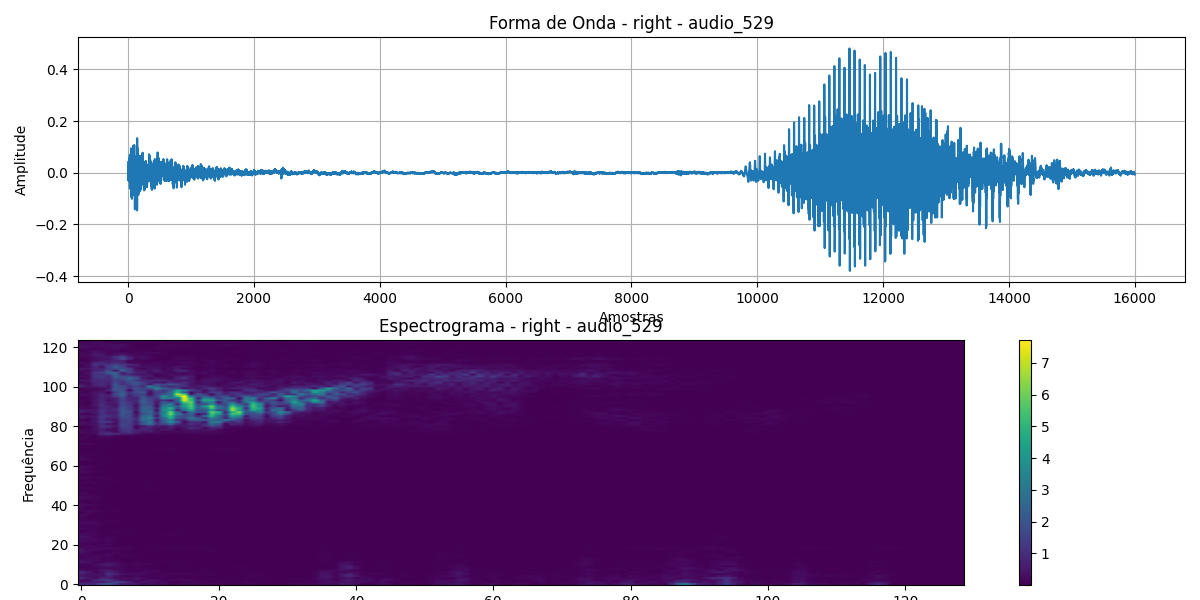 Forma de Onda - right - audio_529
Amplitude
0.4
0.2
0.0
−0.2
−0.4
0 2000 4000 6000 8000 10000 12000 14000 16000
Amostras
Espectrograma - right - audio_529
Frequência
120
100
80
60
40
20
0
7
6
5
4
3
2
1
0 20 40 60 80 100 120